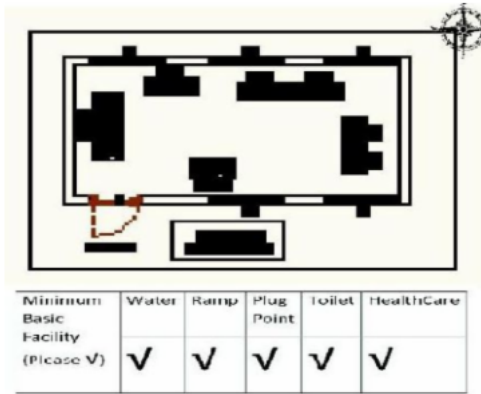 Minimum Water Ramp Plug Toilet HealthCare
Basic Point
Facility
(Please √) √ √ √ √ √